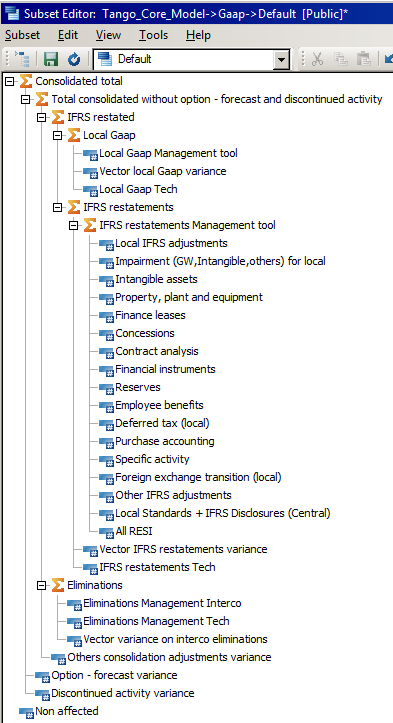 Subset Editor: Tango_Core_Model->Gaap->Default [Public]*
Subset Edit View Tools Help
Default
Consolidated total
Total consolidated without option - forecast and discontinued activity
IFRS restated
Local Gaap
Local Gaap Management tool
Vector local Gaap variance
Local Gaap Tech
IFRS restatements
IFRS restatements Management tool
Local IFRS adjustments
Impairment (GW,Intangible,others) for local
Intangible assets
Property, plant and equipment
Finance leases
Concessions
Contract analysis
Financial instruments
Reserves
Employee benefits
Deferred tax (local)
Purchase accounting
Specific activity
Foreign exchange transition (local)
Other IFRS adjustments
Local Standards + IFRS Disclosures (Central)
All RESI
Vector IFRS restatements variance
IFRS restatements Tech
Eliminations
Eliminations Management Interco
Eliminations Management Tech
Vector variance on interco eliminations
Others consolidation adjustments variance
Option - forecast variance
Discontinued activity variance
Non affected